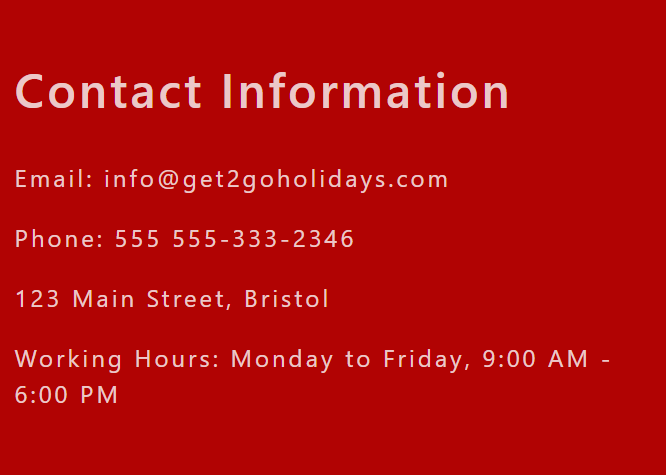 Contact Information
Email: info@get2goholidays.com
Phone: 555 555-333-2346
123 Main Street, Bristol
Working Hours: Monday to Friday, 9:00 AM -
6:00 PM